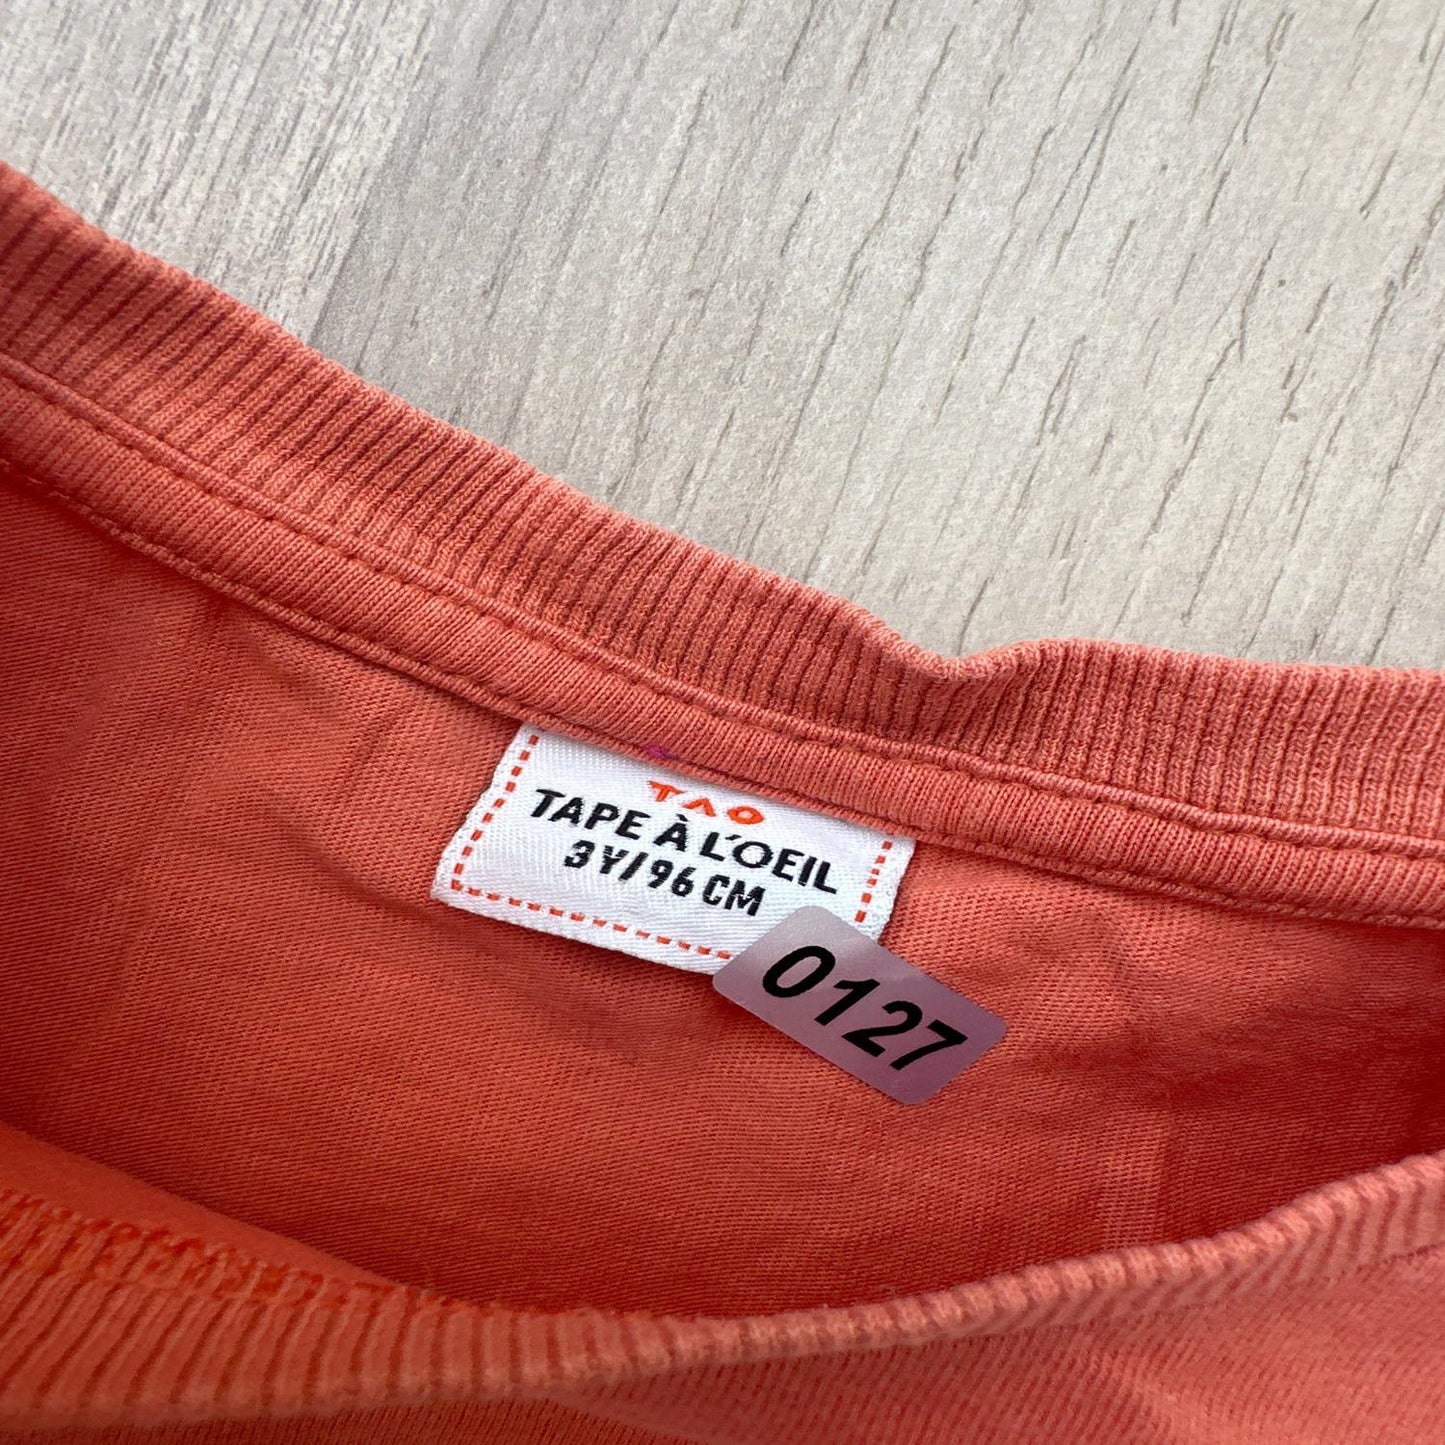 TAO
TAPE À L'OEIL
3Y/96 CM
0127